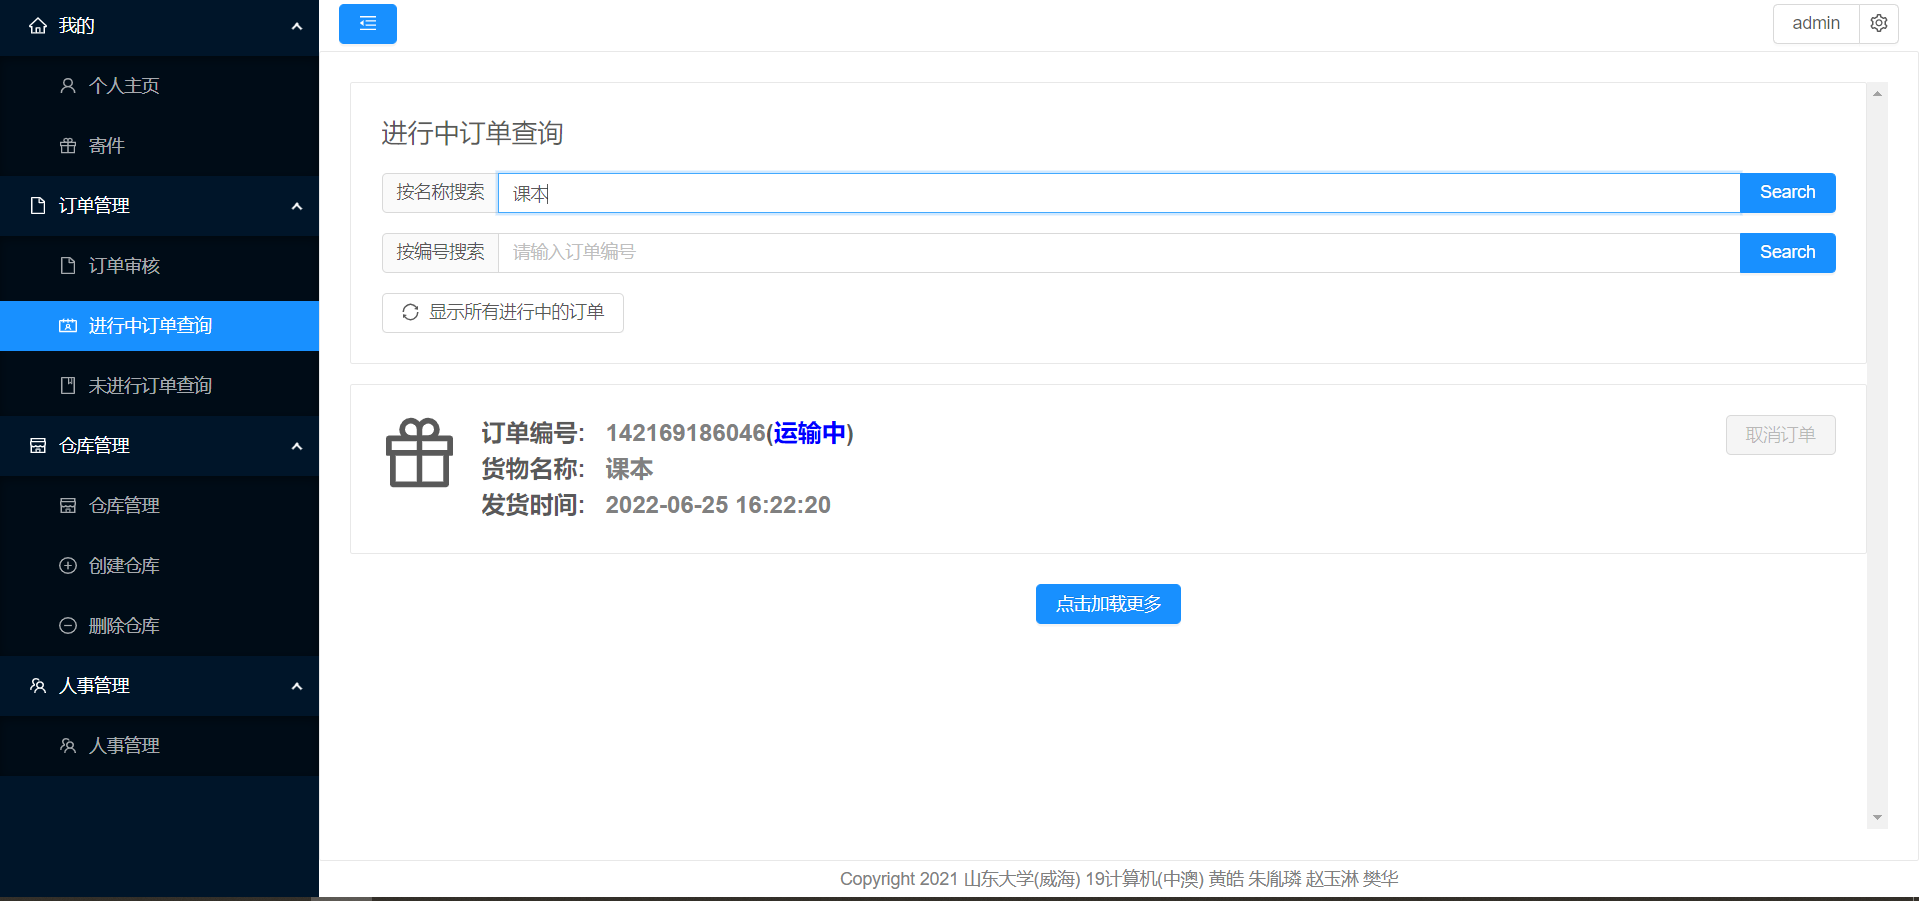 我的
个人主页
寄件
订单管理
订单审核
进行中订单查询
未进行订单查询
仓库管理
仓库管理
创建仓库
删除仓库
人事管理
人事管理
admin
进行中订单查询
按名称搜索 课本 Search
按编号搜索 请输入订单编号 Search
显示所有进行中的订单
订单编号: 142169186046(运输中)
货物名称: 课本
发货时间: 2022-06-25 16:22:20
取消订单
点击加载更多
Copyright 2021 山东大学(威海) 19计算机(中澳) 黄皓 朱胤璘 赵玉淋 樊华